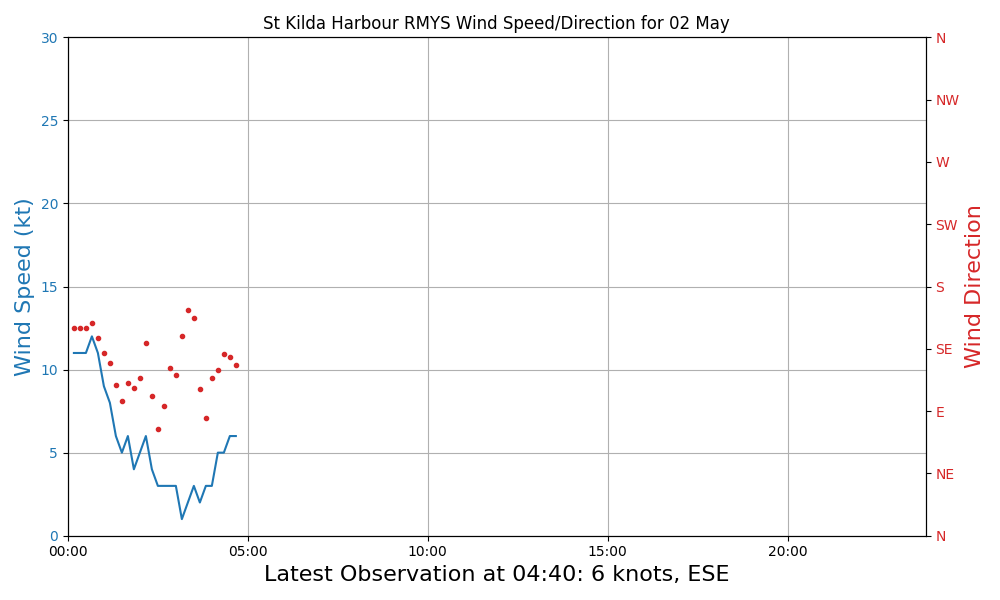 St Kilda Harbour RMYS Wind Speed/Direction for 02 May
30
25
20
15
10
5
0
Wind Speed (kt)
N
NW
W
SW
S
SE
E
NE
N
Wind Direction
00:00 05:00 10:00 15:00 20:00
Latest Observation at 04:40: 6 knots, ESE